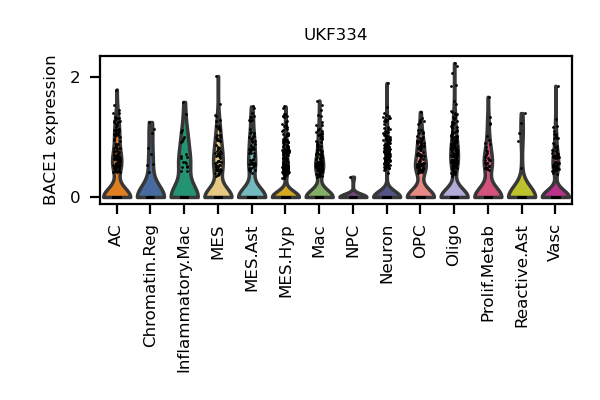 UKF334
BACE1 expression
2
0
AC
Chromatin.Reg
Inflammatory.Mac
MES
MES.Ast
MES.Hyp
Mac
NPC
Neuron
OPC
Oligo
Prolif.Metab
Reactive.Ast
Vasc